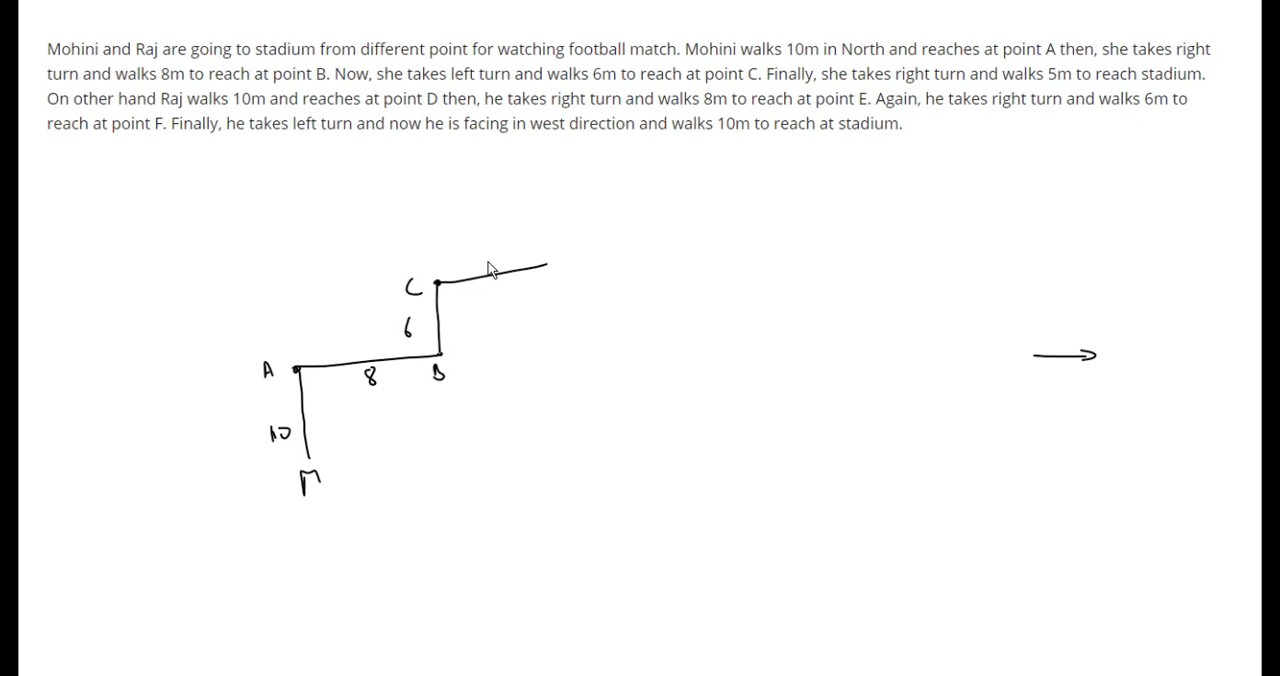 Mohini and Raj are going to stadium from different point for watching football match. Mohini walks 10m in North and reaches at point A then, she takes right
turn and walks 8m to reach at point B. Now, she takes left turn and walks 6m to reach at point C. Finally, she takes right turn and walks 5m to reach stadium.
On other hand Raj walks 10m and reaches at point D then, he takes right turn and walks 8m to reach at point E. Again, he takes right turn and walks 6m to
reach at point F. Finally, he takes left turn and now he is facing in west direction and walks 10m to reach at stadium.
C
6
A
8
B
10
M